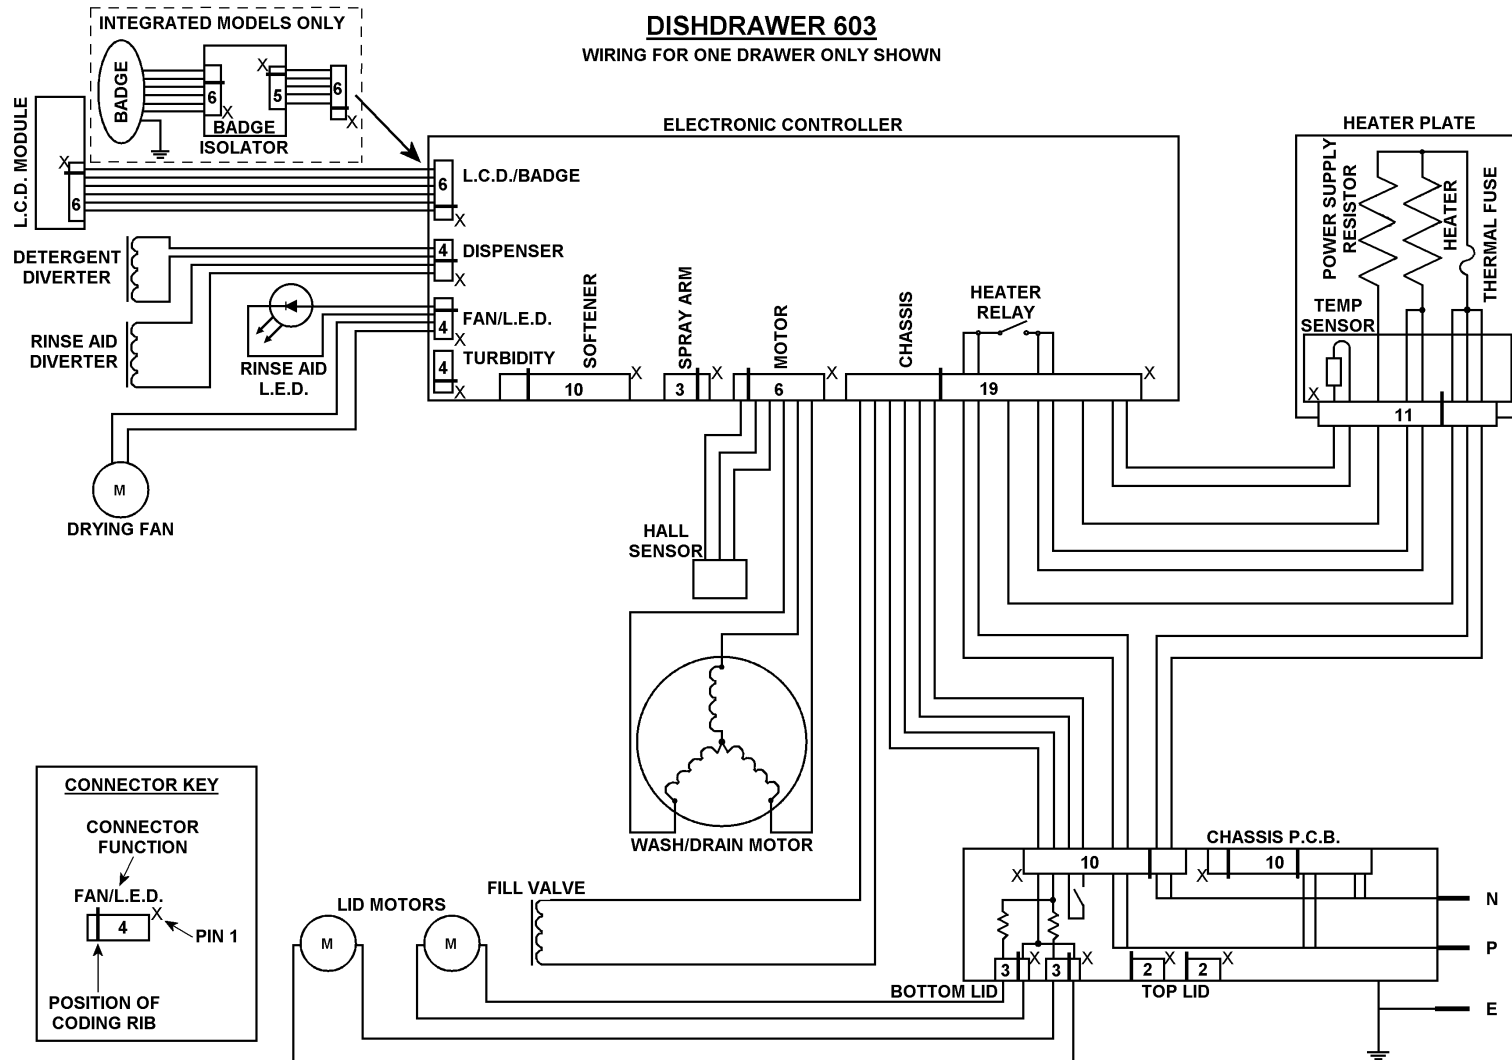 DISHDRAWER 603
WIRING FOR ONE DRAWER ONLY SHOWN
INTEGRATED MODELS ONLY
BADGE
6
X
X
5
6
X
BADGE
ISOLATOR
L.C.D. MODULE
X
6
ELECTRONIC CONTROLLER
6
L.C.D./BADGE
X
4
DISPENSER
X
FAN/L.E.D.
4
X
TURBIDITY
4
X
DETERGENT
DIVERTER
RINSE AID
DIVERTER
RINSE AID
L.E.D.
M
DRYING FAN
SOFTENER
10
X
SPRAY ARM
3
X
MOTOR
6
X
CHASSIS
19
X
HEATER
RELAY
HEATER PLATE
POWER SUPPLY
RESISTOR
HEATER
THERMAL FUSE
TEMP
SENSOR
X
11
HALL
SENSOR
WASH/DRAIN MOTOR
FILL VALVE
LID MOTORS
M
M
CHASSIS P.C.B.
X
10
X
10
3
X
3
X
2
X
2
X
BOTTOM LID
TOP LID
N
P
E
CONNECTOR KEY
CONNECTOR
FUNCTION
FAN/L.E.D.
X
4
PIN 1
POSITION OF
CODING RIB